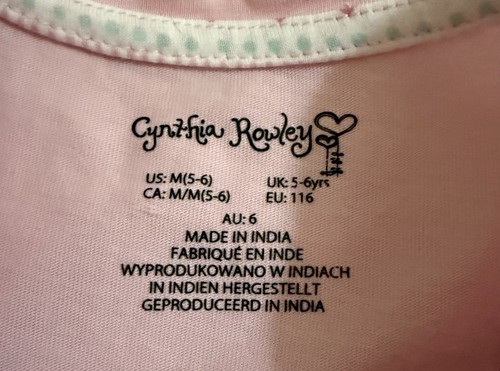 Cynthia Rowley
US: M(5-6) UK: 5-6yrs
CA: M/M(5-6) EU: 116
AU: 6
MADE IN INDIA
FABRIQUÉ EN INDE
WYPRODUKOWANO W INDIACH
IN INDIEN HERGESTELLT
GEPRODUCEERD IN INDIA